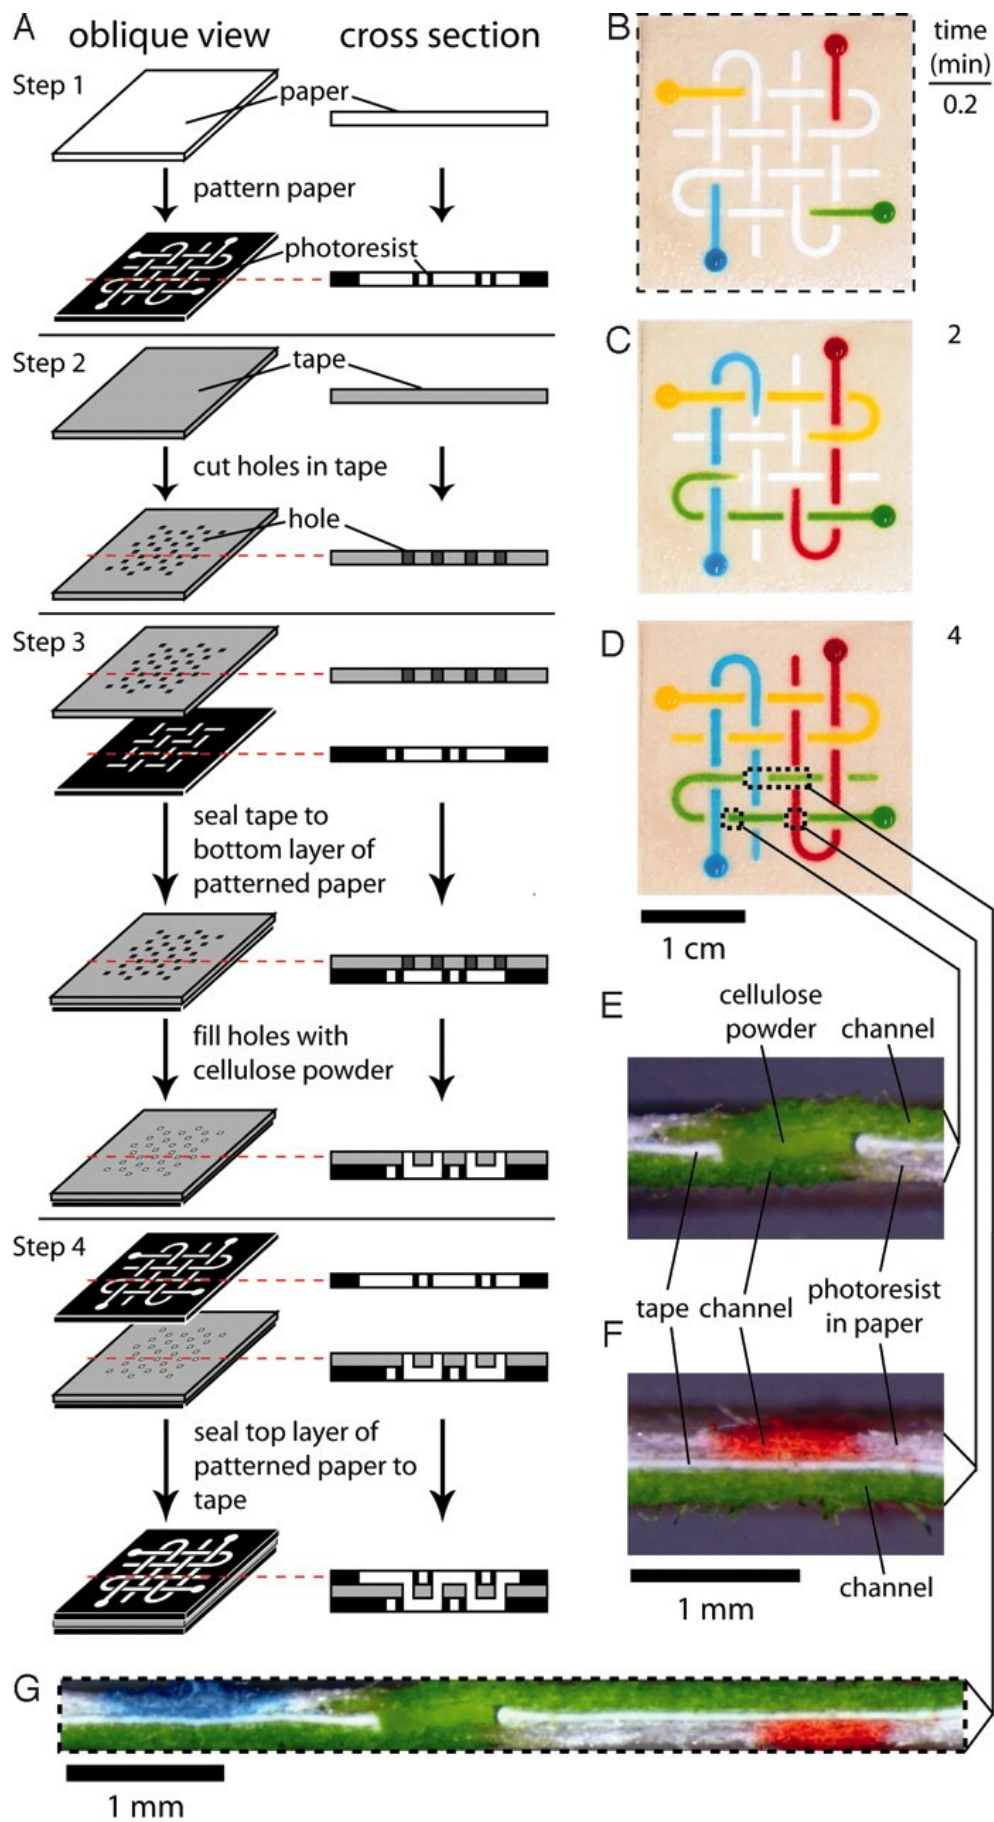 A
oblique view
cross section
Step 1
paper
pattern paper
photoresist
Step 2
tape
cut holes in tape
hole
Step 3
seal tape to
bottom layer of
patterned paper
fill holes with
cellulose powder
Step 4
seal top layer of
patterned paper to
tape
B
time
(min)
0.2
C
2
D
4
1 cm
E
cellulose
powder
channel
tape
channel
photoresist
in paper
F
channel
1 mm
G
1 mm